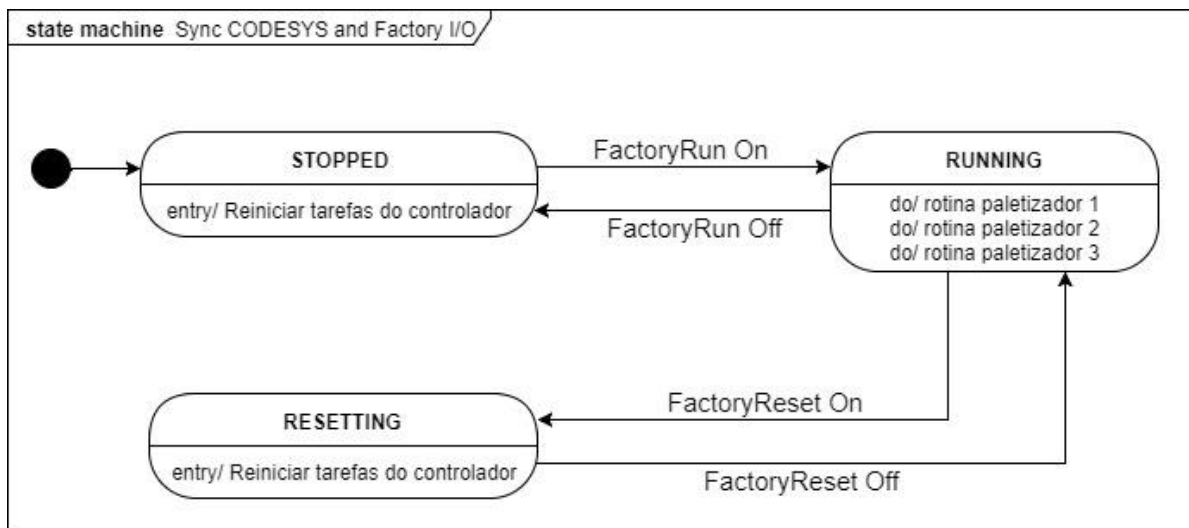 state machine Sync CODESYS and Factory I/O
STOPPED
entry/ Reiniciar tarefas do controlador
FactoryRun On
FactoryRun Off
RUNNING
do/ rotina paletizador 1
do/ rotina paletizador 2
do/ rotina paletizador 3
FactoryReset On
RESETTING
entry/ Reiniciar tarefas do controlador
FactoryReset Off